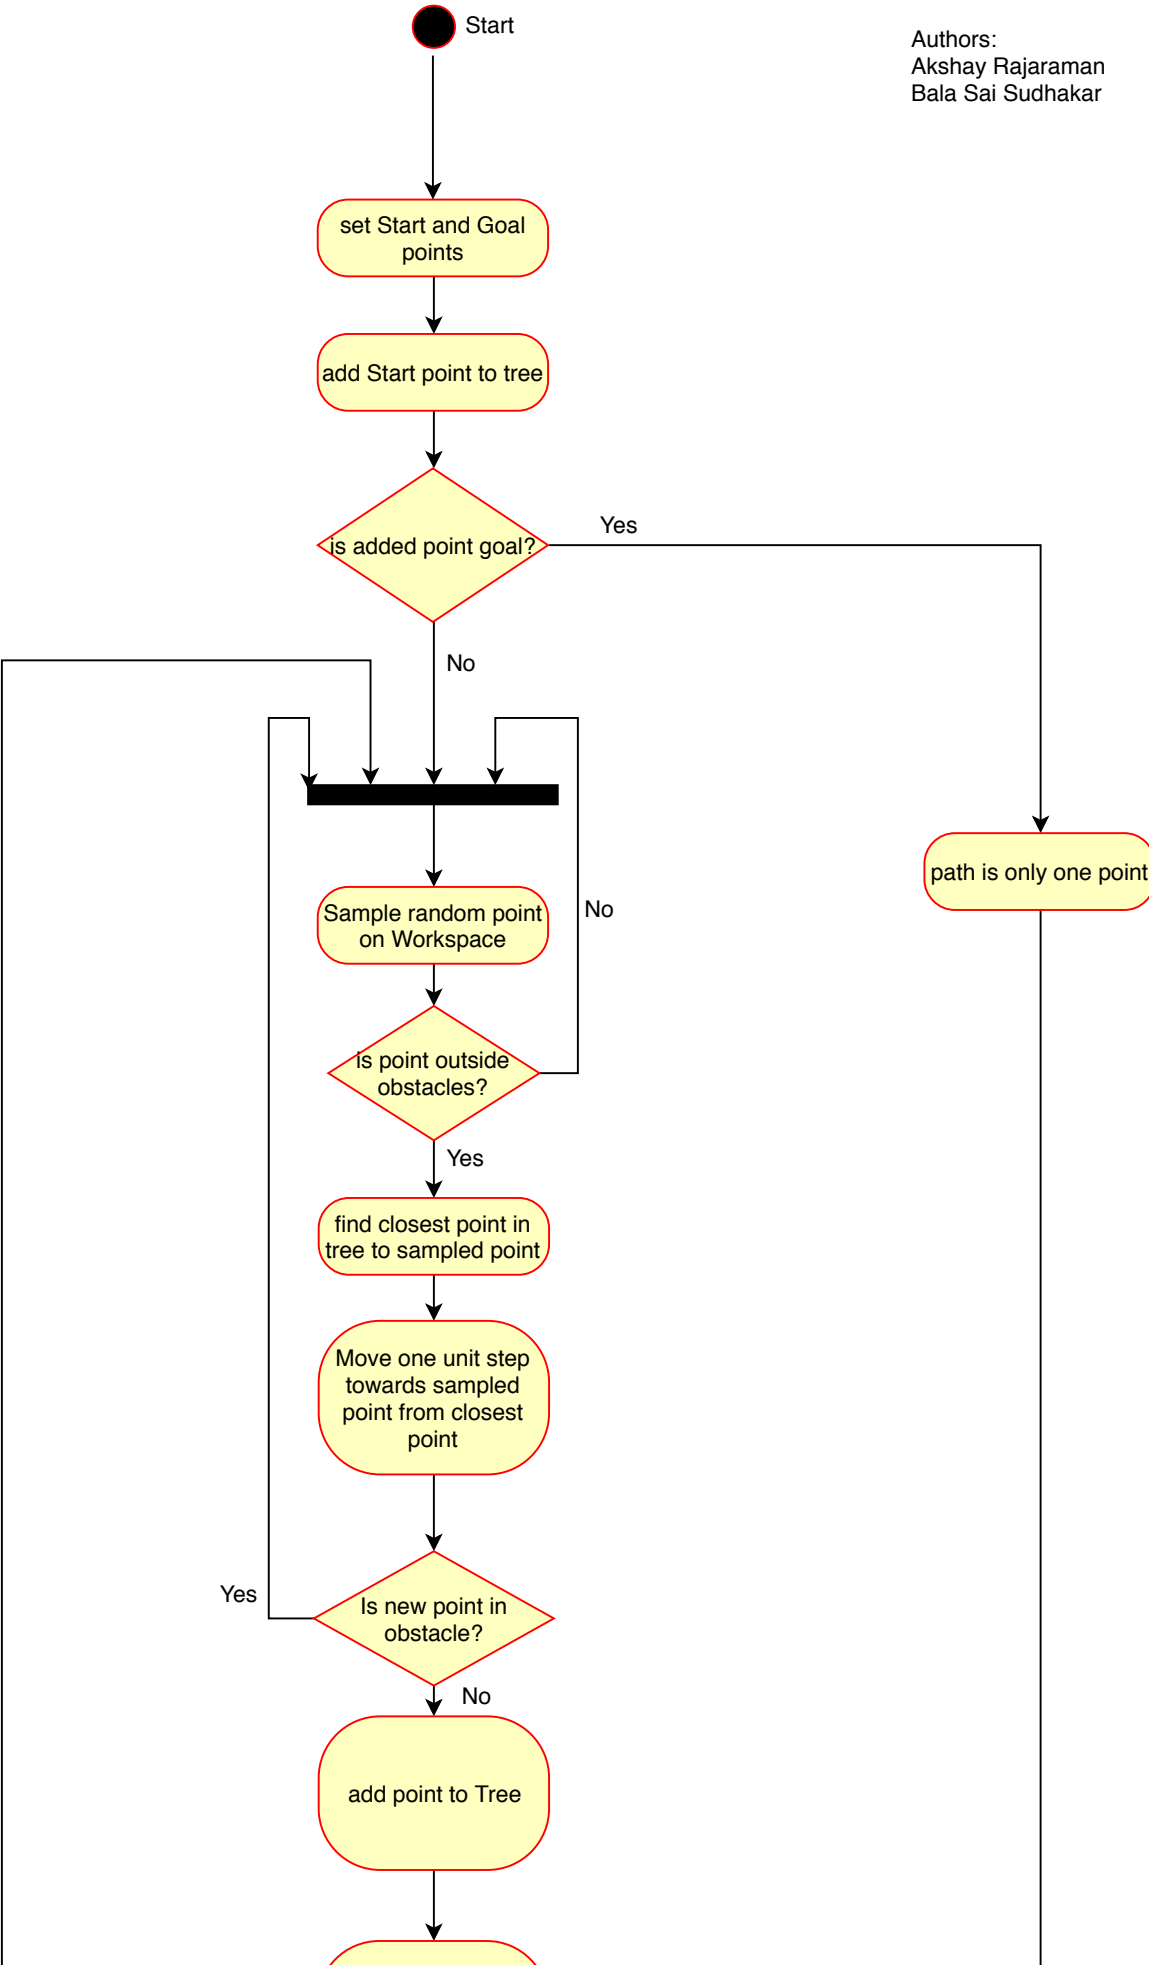 Start
Authors:
Akshay Rajaraman
Bala Sai Sudhakar
set Start and Goal
points
add Start point to tree
is added point goal?
Yes
No
path is only one point
Sample random point
on Workspace
No
is point outside
obstacles?
Yes
find closest point in
tree to sampled point
Move one unit step
towards sampled
point from closest
point
Yes
Is new point in
obstacle?
No
add point to Tree